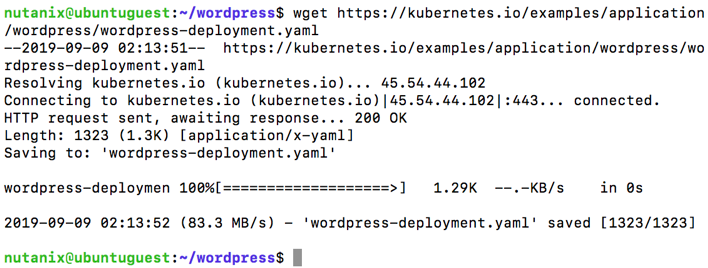 nutanix@ubuntuguest:~/wordpress$ wget https://kubernetes.io/examples/application
/wordpress/wordpress-deployment.yaml
--2019-09-09 02:13:51--  https://kubernetes.io/examples/application/wordpress/wo
rdpress-deployment.yaml
Resolving kubernetes.io (kubernetes.io)... 45.54.44.102
Connecting to kubernetes.io (kubernetes.io)|45.54.44.102|:443... connected.
HTTP request sent, awaiting response... 200 OK
Length: 1323 (1.3K) [application/x-yaml]
Saving to: 'wordpress-deployment.yaml'

wordpress-deploymen 100%[===================>]   1.29K  --.-KB/s    in 0s

2019-09-09 02:13:52 (83.3 MB/s) - 'wordpress-deployment.yaml' saved [1323/1323]

nutanix@ubuntuguest:~/wordpress$